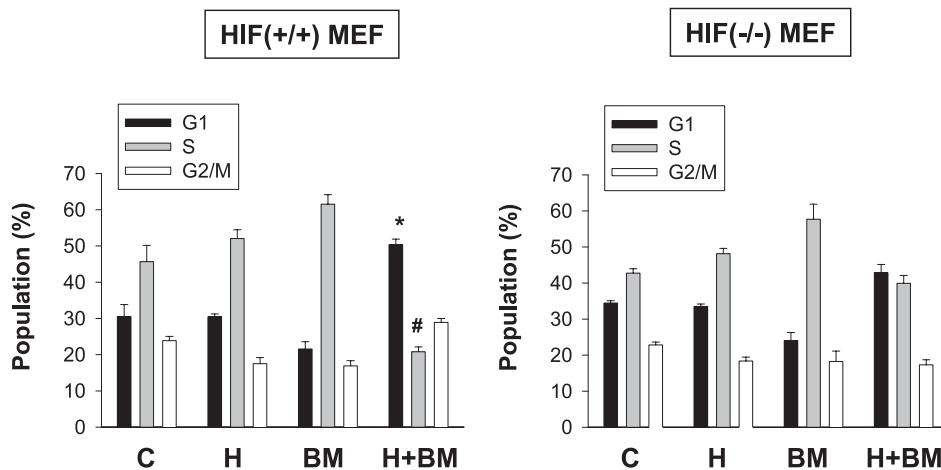 HIF(+/+) MEF
G1
S
G2/M
Population (%)
70
60
50
40
30
20
10
0
*
#
C H BM H+BM
HIF(-/-) MEF
G1
S
G2/M
Population (%)
70
60
50
40
30
20
10
0
C H BM H+BM